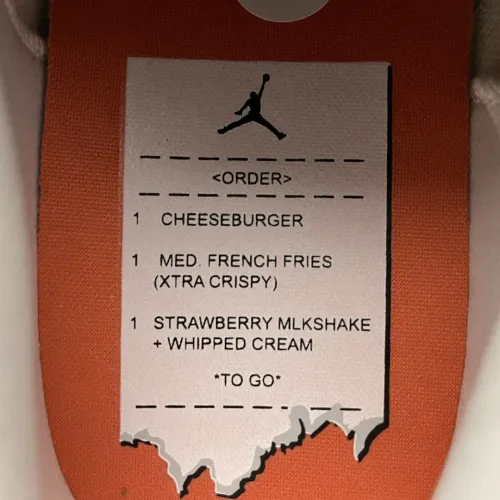 <ORDER>
1 CHEESEBURGER
1 MED. FRENCH FRIES
(XTRA CRISPY)
1 STRAWBERRY MLKSHAKE
+ WHIPPED CREAM
*TO GO*